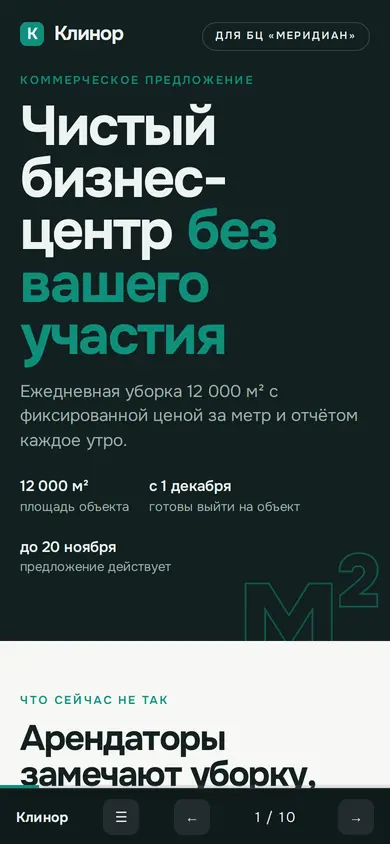 К Клинор
ДЛЯ БЦ «МЕРИДИАН»
КОММЕРЧЕСКОЕ ПРЕДЛОЖЕНИЕ
Чистый
бизнес-
центр без
вашего
участия
Ежедневная уборка 12 000 м² с
фиксированной ценой за метр и отчётом
каждое утро.
12 000 м²
площадь объекта
с 1 декабря
готовы выйти на объект
до 20 ноября
предложение действует
м²
ЧТО СЕЙЧАС НЕ ТАК
Арендаторы
замечают уборку,
Клинор
☰
←
1 / 10
→